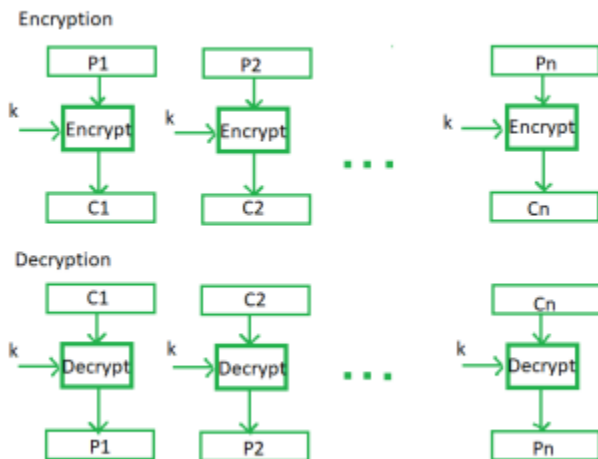 Encryption
P1 P2 Pn
k Encrypt k Encrypt k Encrypt
C1 C2 Cn
Decryption
C1 C2 Cn
k Decrypt k Decrypt k Decrypt
P1 P2 Pn